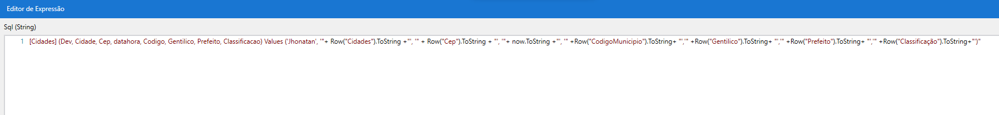 Editor de Expressão
Sql (String)
1 [Cidades] (Dev, Cidade, Cep, datahora, Codigo, Gentilico, Prefeito, Classificacao) Values ('Jhonatan', '"+ Row("Cidades").ToString +"', '" + Row("Cep").ToString + "', '"+ now.ToString +"', '" +Row("CodigoMunicipio").ToString+ "','" +Row("Gentilico").ToString+ "','" +Row("Prefeito").ToString+ "','" +Row("Classificação").ToString+"')"